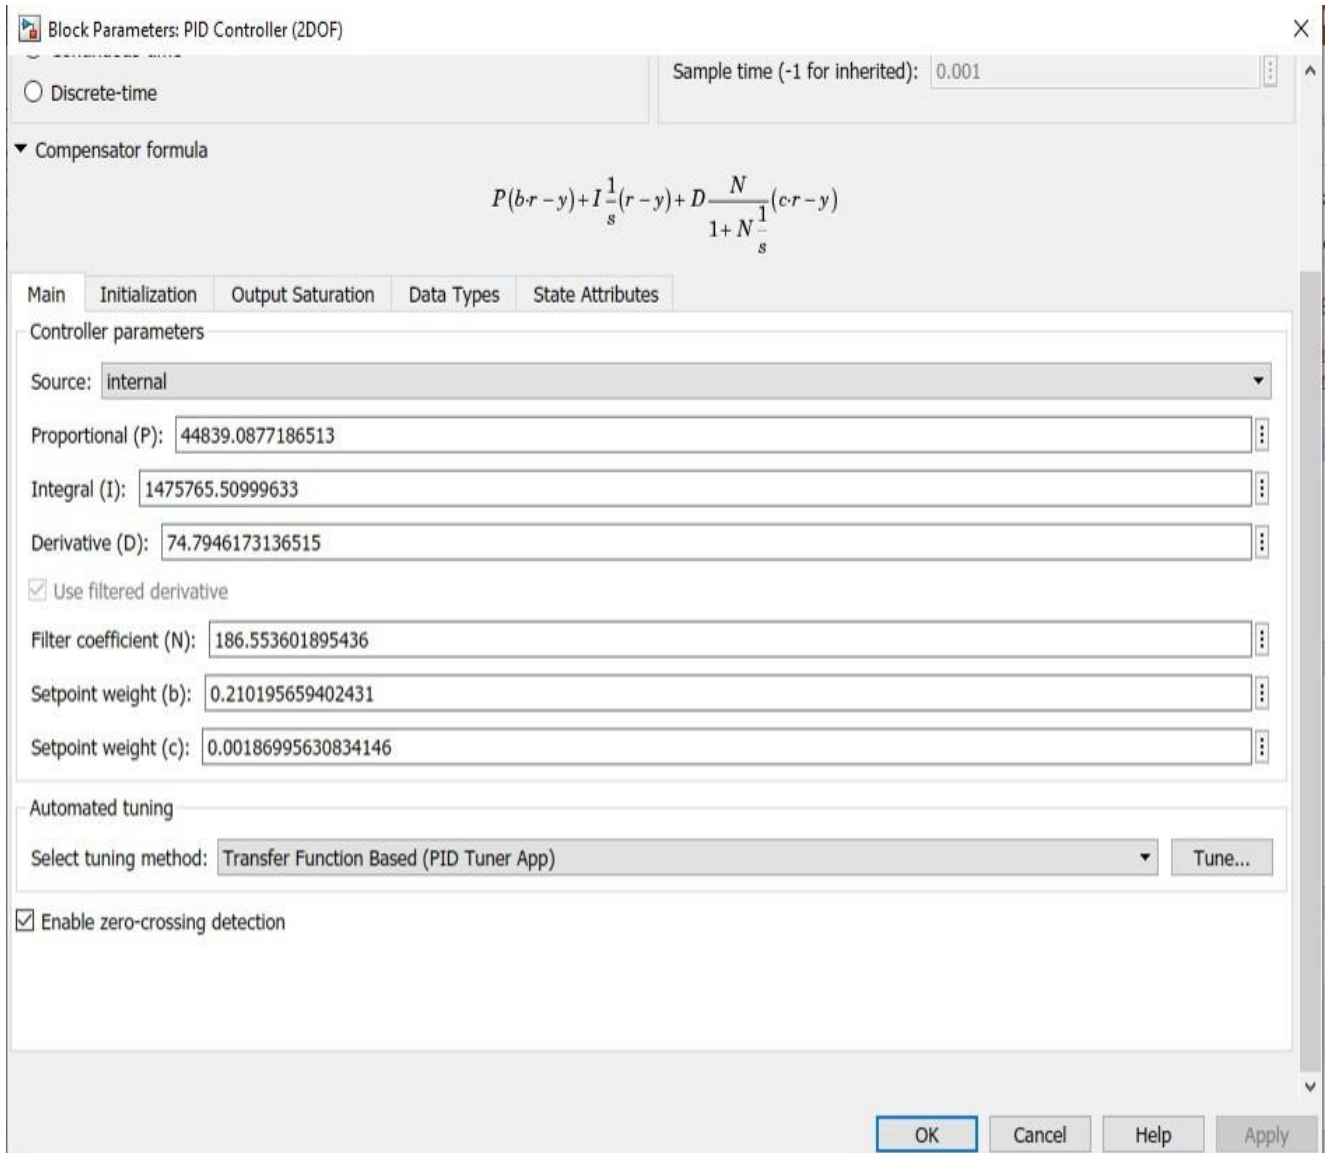 Block Parameters: PID Controller (2DOF)
Sample time (-1 for inherited): 0.001
Discrete-time
Compensator formula
P(b·r−y)+I 1/s (r−y)+D N/(1+N 1/s) (c·r−y)
Main Initialization Output Saturation Data Types State Attributes
Controller parameters
Source: internal
Proportional (P): 44839.0877186513
Integral (I): 1475765.50999633
Derivative (D): 74.7946173136515
Use filtered derivative
Filter coefficient (N): 186.553601895436
Setpoint weight (b): 0.210195659402431
Setpoint weight (c): 0.00186995630834146
Automated tuning
Select tuning method: Transfer Function Based (PID Tuner App) Tune...
Enable zero-crossing detection
OK Cancel Help Apply